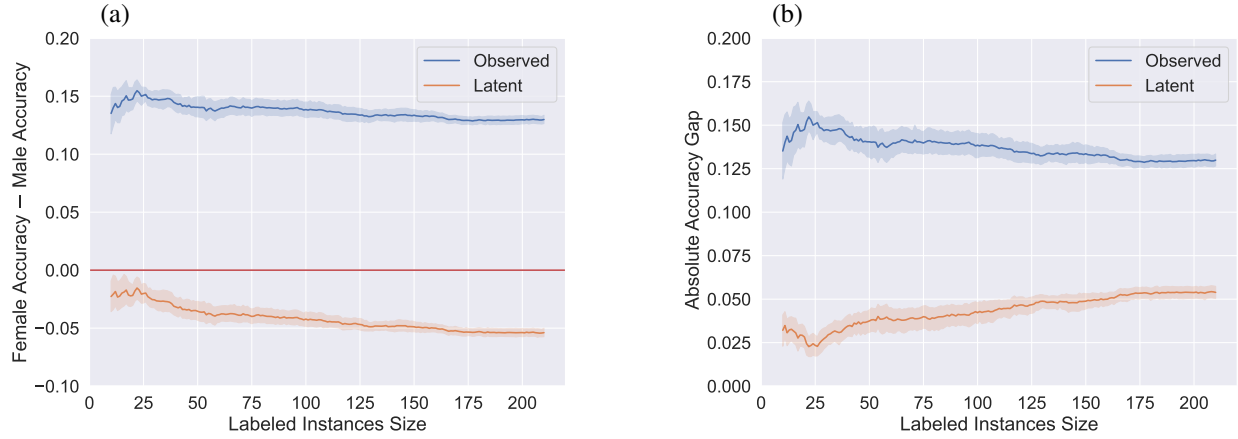 (a)
0.20
0.15
0.10
0.05
0.00
−0.05
−0.10
Female Accuracy − Male Accuracy
Observed
Latent
0 25 50 75 100 125 150 175 200
Labeled Instances Size
(b)
0.200
0.175
0.150
0.125
0.100
0.075
0.050
0.025
0.000
Absolute Accuracy Gap
Observed
Latent
0 25 50 75 100 125 150 175 200
Labeled Instances Size